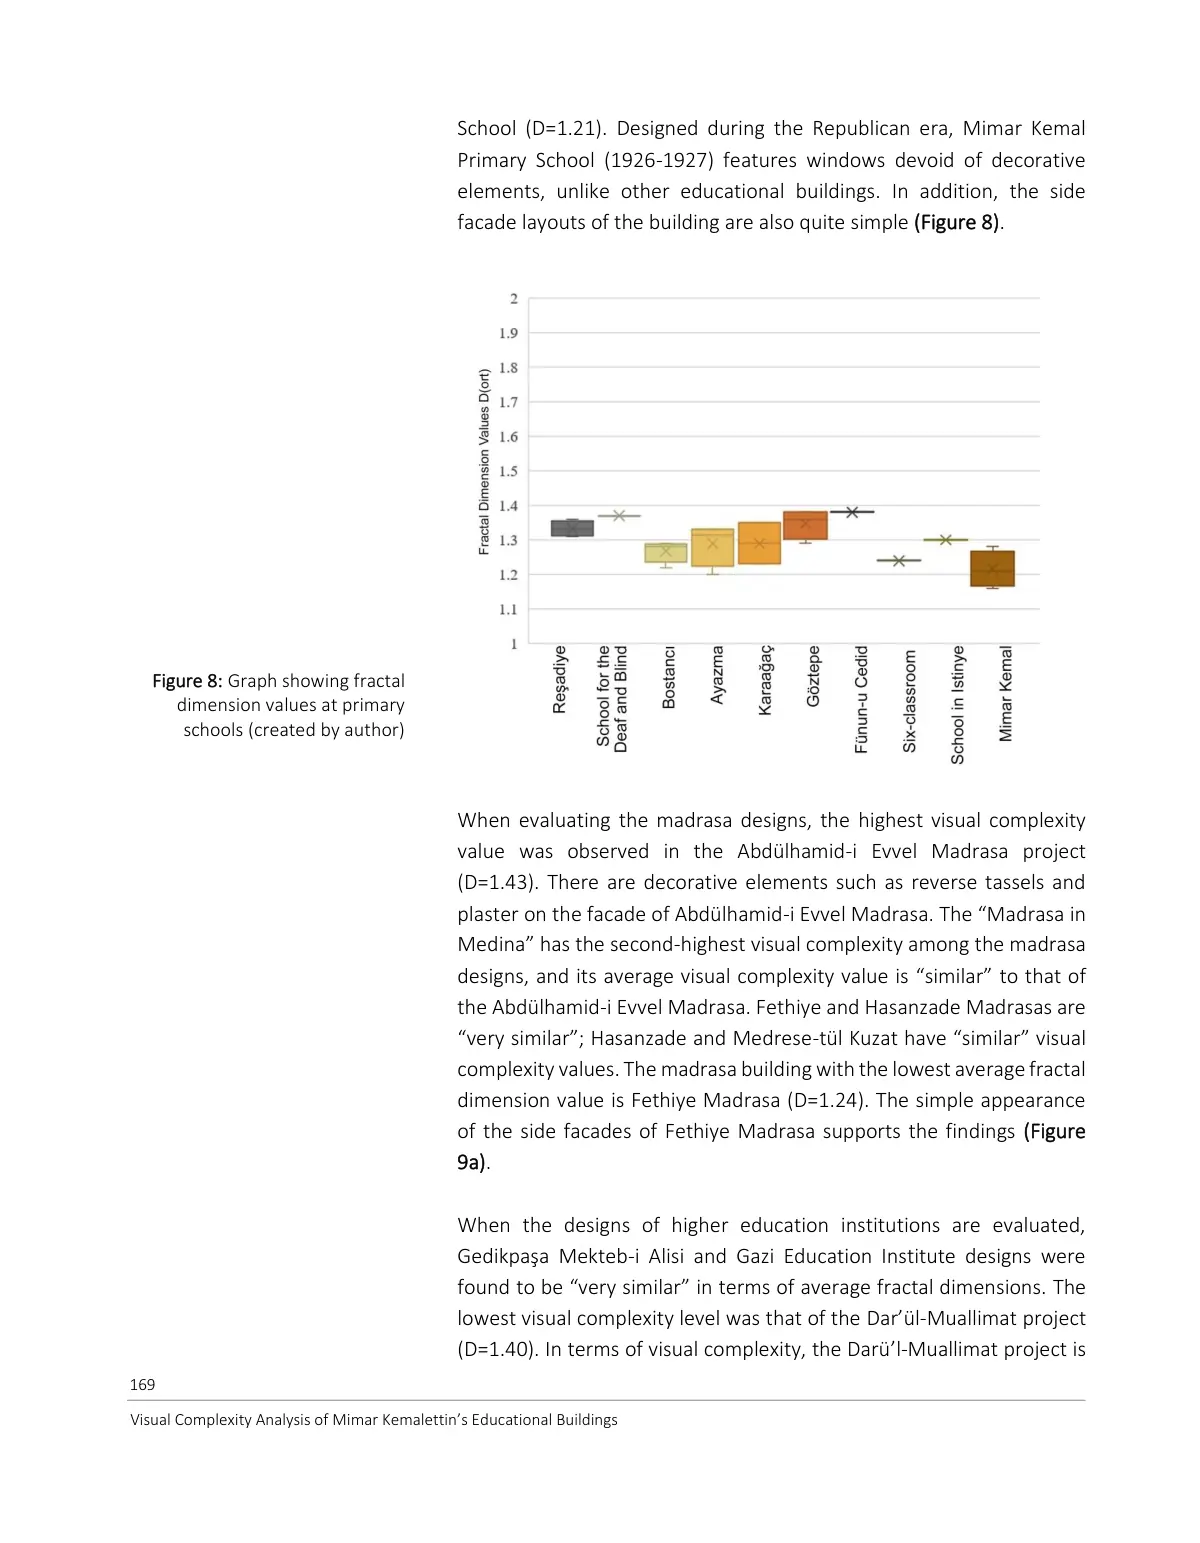 School (D=1.21). Designed during the Republican era, Mimar Kemal
Primary School (1926-1927) features windows devoid of decorative
elements, unlike other educational buildings. In addition, the side
facade layouts of the building are also quite simple (Figure 8).
Fractal Dimension Values D(ort)
2
1.9
1.8
1.7
1.6
1.5
1.4
1.3
1.2
1.1
1
Reşadiye
School for the
Deaf and Blind
Bostancı
Ayazma
Karaağaç
Göztepe
Fünun-u Cedid
Six-classroom
School in Istinye
Mimar Kemal
Figure 8: Graph showing fractal
dimension values at primary
schools (created by author)
When evaluating the madrasa designs, the highest visual complexity
value was observed in the Abdülhamid-i Evvel Madrasa project
(D=1.43). There are decorative elements such as reverse tassels and
plaster on the facade of Abdülhamid-i Evvel Madrasa. The “Madrasa in
Medina” has the second-highest visual complexity among the madrasa
designs, and its average visual complexity value is “similar” to that of
the Abdülhamid-i Evvel Madrasa. Fethiye and Hasanzade Madrasas are
“very similar”; Hasanzade and Medrese-tül Kuzat have “similar” visual
complexity values. The madrasa building with the lowest average fractal
dimension value is Fethiye Madrasa (D=1.24). The simple appearance
of the side facades of Fethiye Madrasa supports the findings (Figure
9a).
When the designs of higher education institutions are evaluated,
Gedikpaşa Mekteb-i Alisi and Gazi Education Institute designs were
found to be “very similar” in terms of average fractal dimensions. The
lowest visual complexity level was that of the Dar’ül-Muallimat project
(D=1.40). In terms of visual complexity, the Darü’l-Muallimat project is
169
Visual Complexity Analysis of Mimar Kemalettin’s Educational Buildings